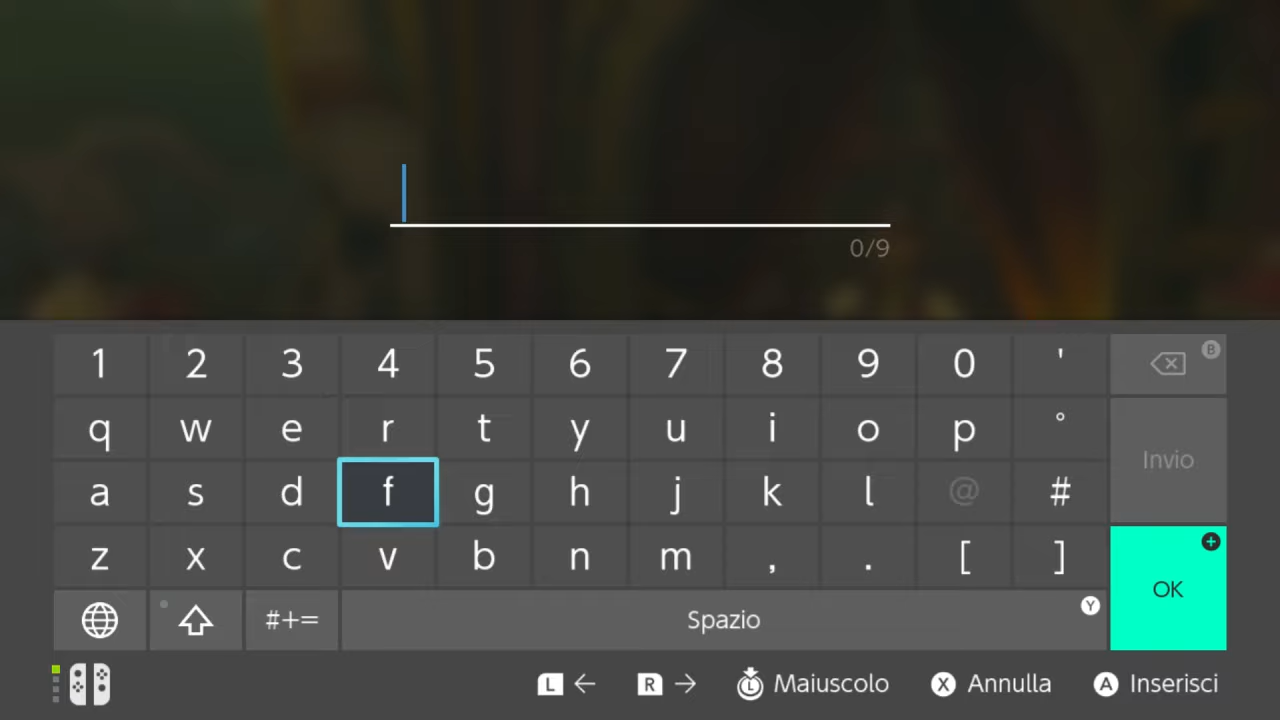 0/9
1 2 3 4 5 6 7 8 9 0 ' B
q w e r t y u i o p °
Invio
a s d f g h j k l @ #
z x c v b n m , . [ ] +
OK
#+= Spazio Y
L ← R → L Maiuscolo X Annulla A Inserisci